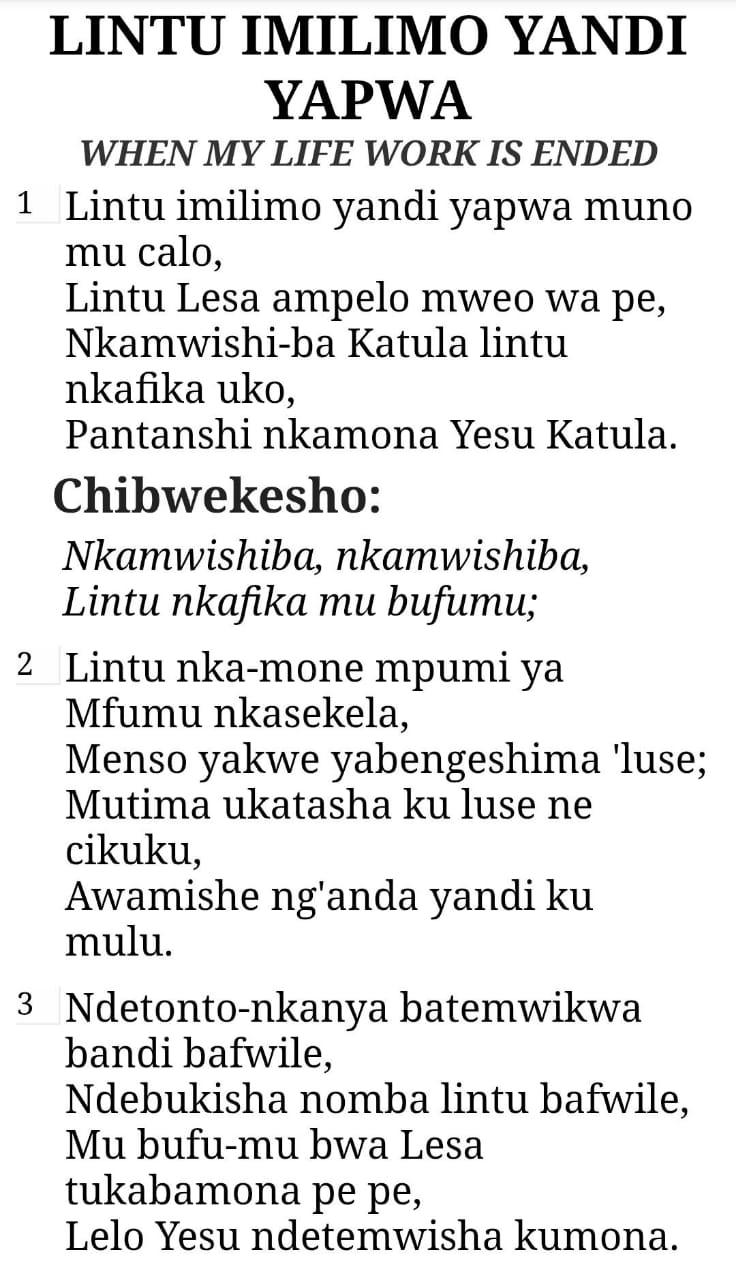 LINTU IMILIMO YANDI
YAPWA
WHEN MY LIFE WORK IS ENDED
1 Lintu imilimo yandi yapwa muno
mu calo,
Lintu Lesa ampelo mweo wa pe,
Nkamwishi-ba Katula lintu
nkafika uko,
Pantanshi nkamona Yesu Katula.
Chibwekesho:
Nkamwishiba, nkamwishiba,
Lintu nkafika mu bufumu;
2 Lintu nka-mone mpumi ya
Mfumu nkasekela,
Menso yakwe yabengeshima 'luse;
Mutima ukatasha ku luse ne
cikuku,
Awamishe ng'anda yandi ku
mulu.
3 Ndetonto-nkanya batemwikwa
bandi bafwile,
Ndebukisha nomba lintu bafwile,
Mu bufu-mu bwa Lesa
tukabamona pe pe,
Lelo Yesu ndetemwisha kumona.